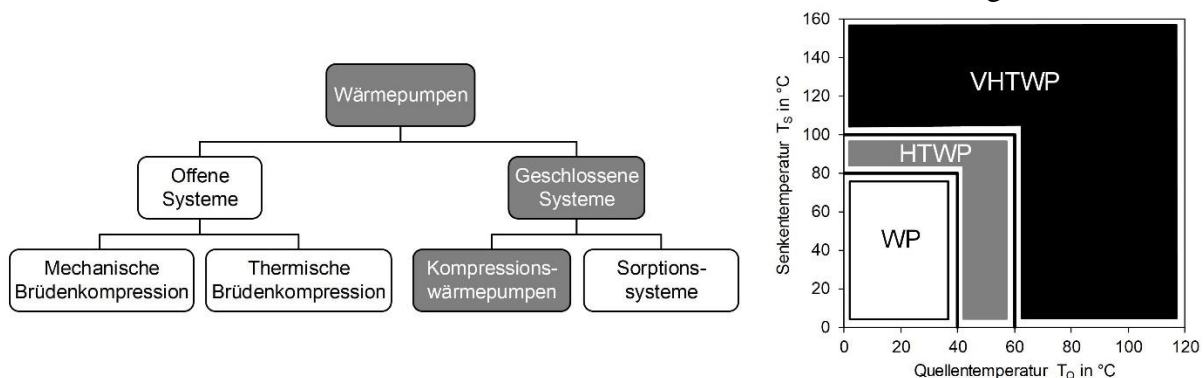 g
Wärmepumpen
Offene
Systeme
Geschlossene
Systeme
Mechanische
Brüdenkompression
Thermische
Brüdenkompression
Kompressions-
wärmepumpen
Sorptions-
systeme
Senkentemperatur T_S in °C
160
140
120
100
80
60
40
20
0
VHTWP
HTWP
WP
0 20 40 60 80 100 120
Quellentemperatur T_Q in °C